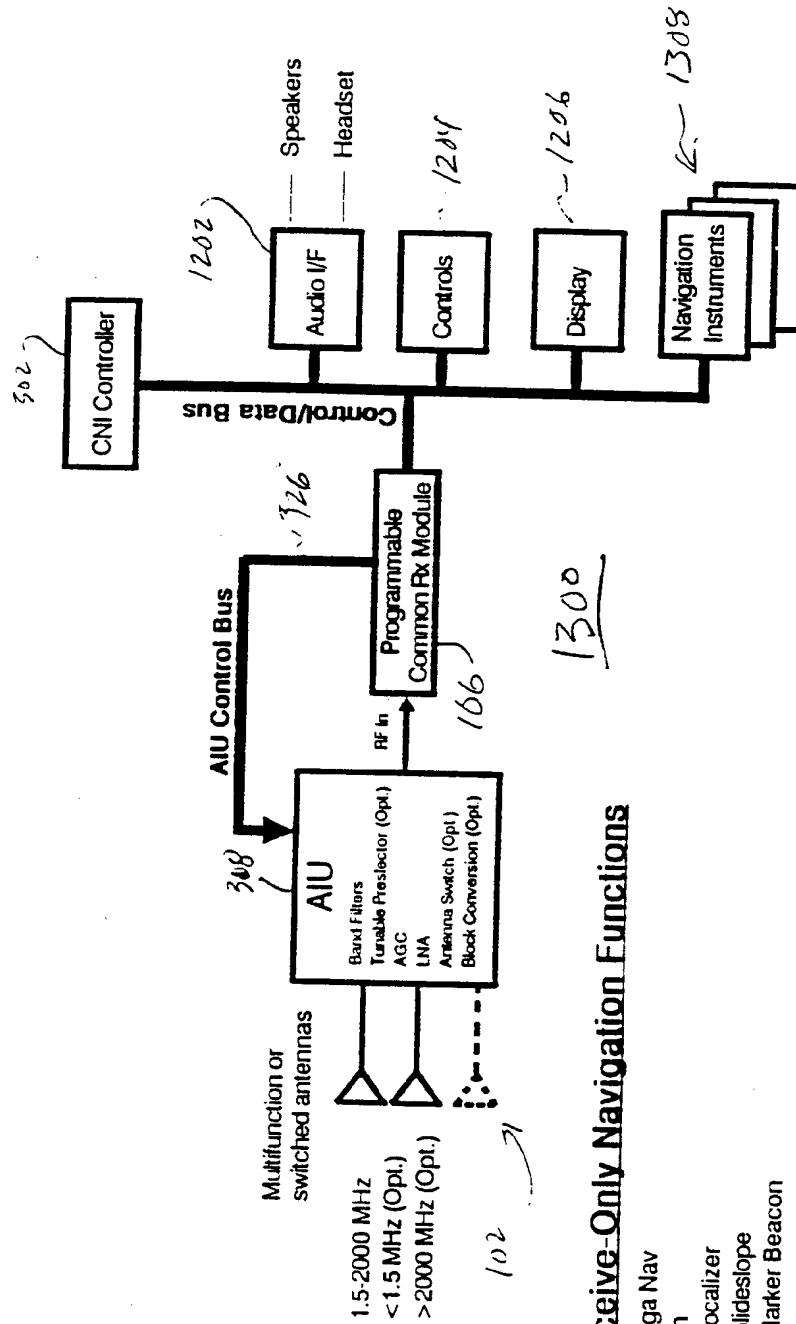 302
CNI Controller
1202
Audio I/F
Speakers
Headset
Control/Data Bus
Controls
1204
Display
1206
Navigation
Instruments
1308
AIU Control Bus
326
Programmable
Common Rx Module
106
RF In
308
AIU
Band Filters
Tunable Preslector (Opt.)
AGC
LNA
Antenna Switch (Opt.)
Block Conversion (Opt.)
Multifunction or
switched antennas
1.5-2000 MHz
<1.5 MHz (Opt.)
>2000 MHz (Opt.)
102
1300
ceive-Only Navigation Functions
ga Nav
n
ocalizer
lideslope
larker Beacon